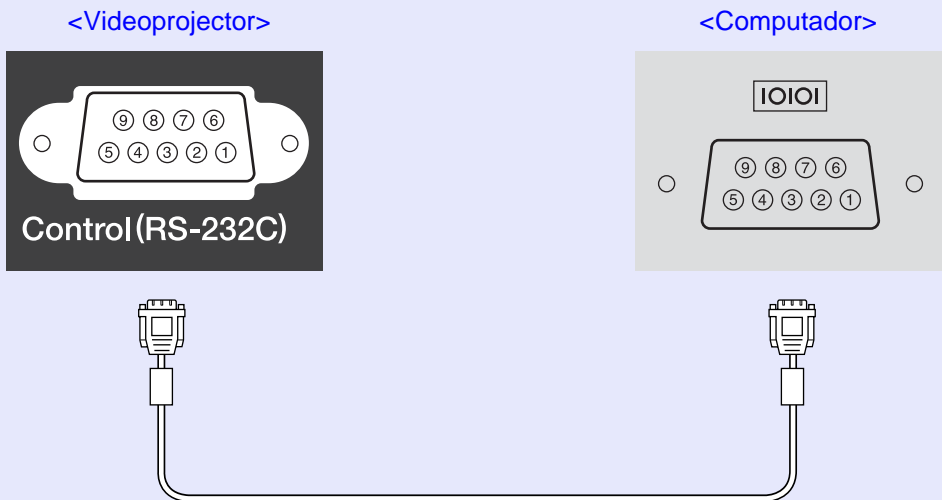 <Videoprojector>
<Computador>
IOIOI
9 8 7 6
5 4 3 2 1
Control (RS-232C)
9 8 7 6
5 4 3 2 1